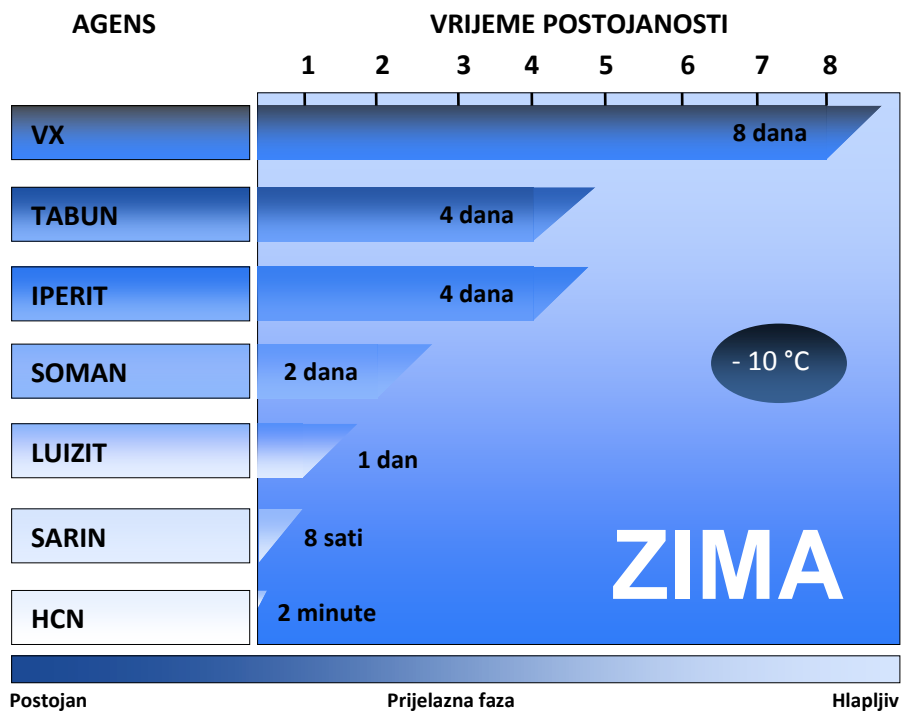 AGENS VRIJEME POSTOJANOSTI
1 2 3 4 5 6 7 8
VX 8 dana
TABUN 4 dana
IPERIT 4 dana
- 10 °C
SOMAN 2 dana
LUIZIT 1 dan
SARIN 8 sati
ZIMA
HCN 2 minute
Postojan Prijelazna faza Hlapljiv